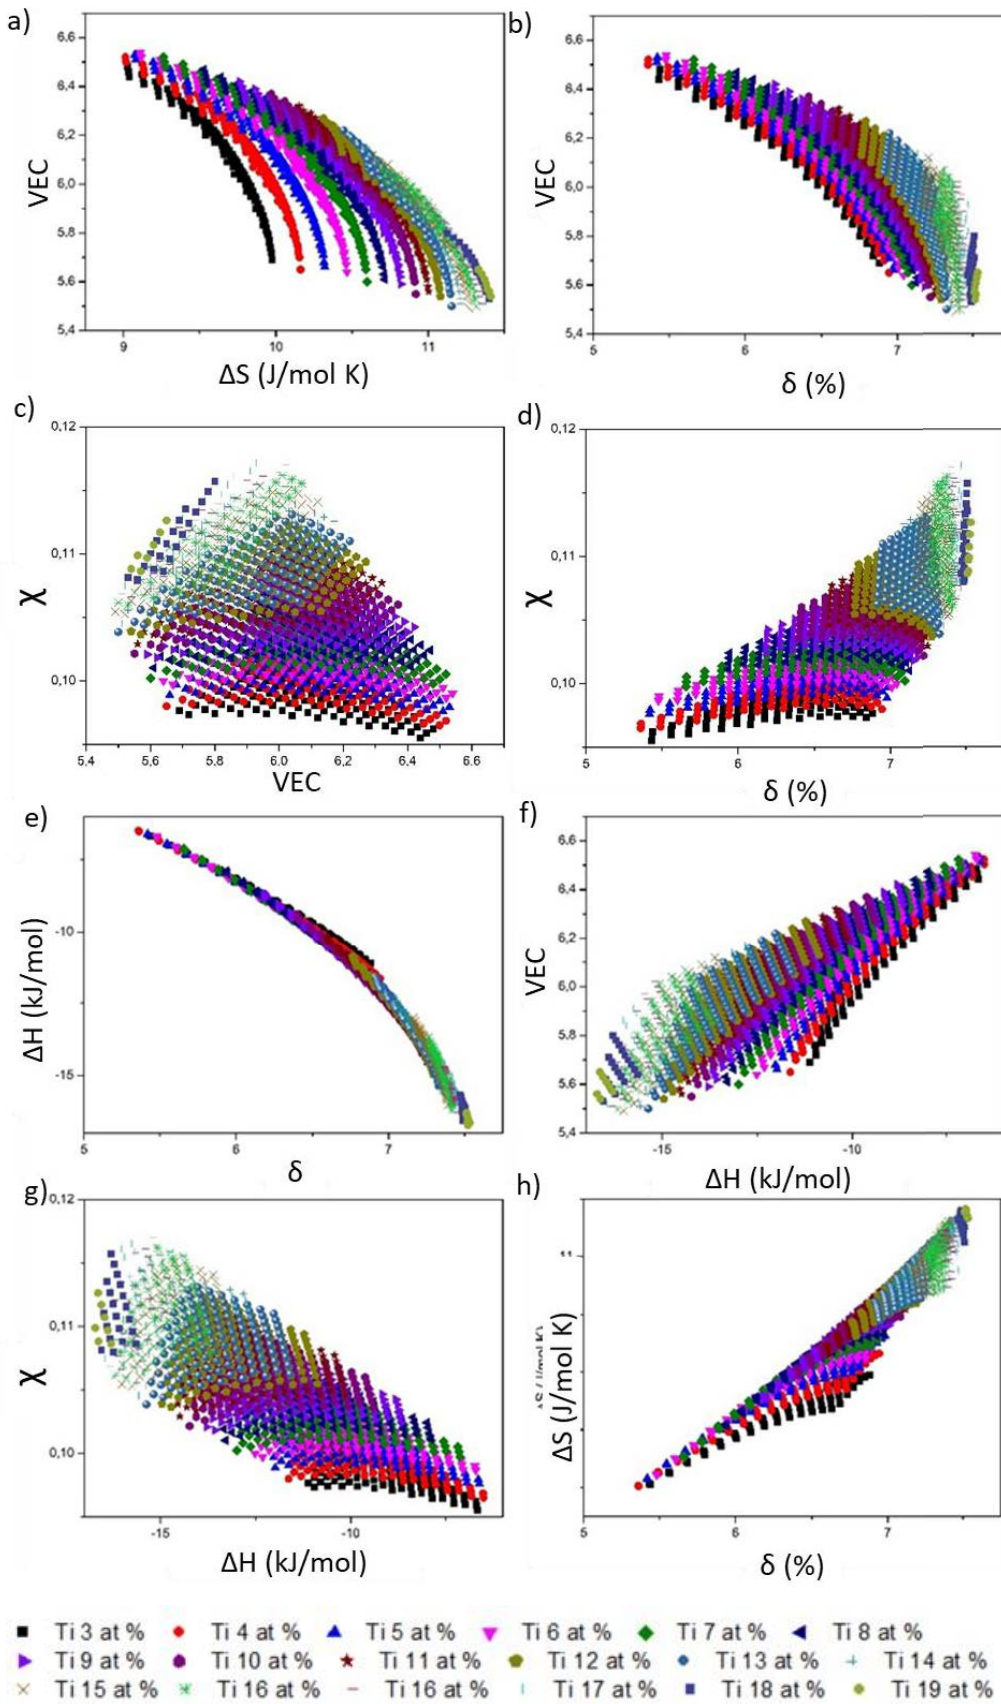 a)
6,6
6,4
6,2
6,0
5,8
5,6
5,4
VEC
9
10
11
ΔS (J/mol K)
b)
6,6
6,4
6,2
6,0
5,8
5,6
5,4
VEC
5
6
7
δ (%)
c)
0,12
0,11
0,10
χ
5,4
5,6
5,8
6,0
6,2
6,4
6,6
VEC
d)
0,12
0,11
0,10
χ
5
6
7
δ (%)
e)
-10
-15
ΔH (kJ/mol)
5
6
7
δ
f)
6,6
6,4
6,2
6,0
5,8
5,6
5,4
VEC
-15
-10
ΔH (kJ/mol)
g)
0,12
0,11
0,10
χ
-15
-10
ΔH (kJ/mol)
h)
11
ΔS (J/mol K)
5
6
7
δ (%)
Ti 3 at % Ti 4 at % Ti 5 at % Ti 6 at % Ti 7 at % Ti 8 at %
Ti 9 at % Ti 10 at % Ti 11 at % Ti 12 at % Ti 13 at % Ti 14 at %
Ti 15 at % Ti 16 at % Ti 16 at % Ti 17 at % Ti 18 at % Ti 19 at %